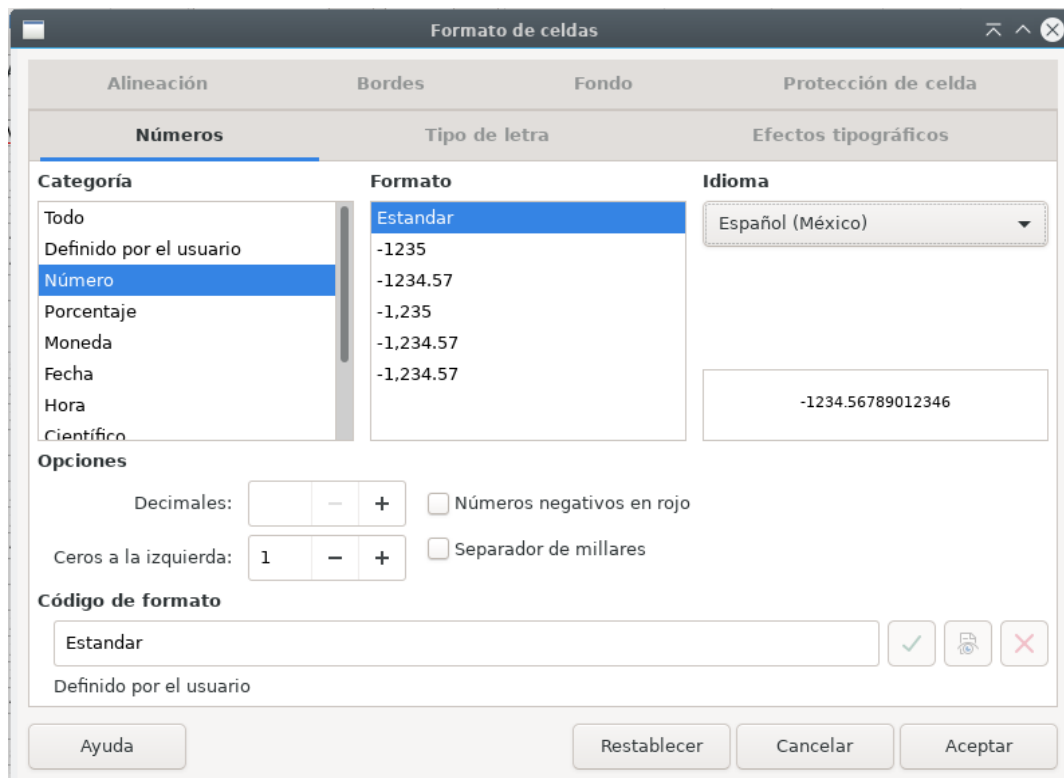 Formato de celdas
Alineación Bordes Fondo Protección de celda
Números Tipo de letra Efectos tipográficos
Categoría
Todo
Definido por el usuario
Número
Porcentaje
Moneda
Fecha
Hora
Científico
Formato
Estandar
-1235
-1234.57
-1,235
-1,234.57
-1,234.57
Idioma
Español (México)
-1234.56789012346
Opciones
Decimales:
Números negativos en rojo
Ceros a la izquierda: 1
Separador de millares
Código de formato
Estandar
Definido por el usuario
Ayuda Restablecer Cancelar Aceptar